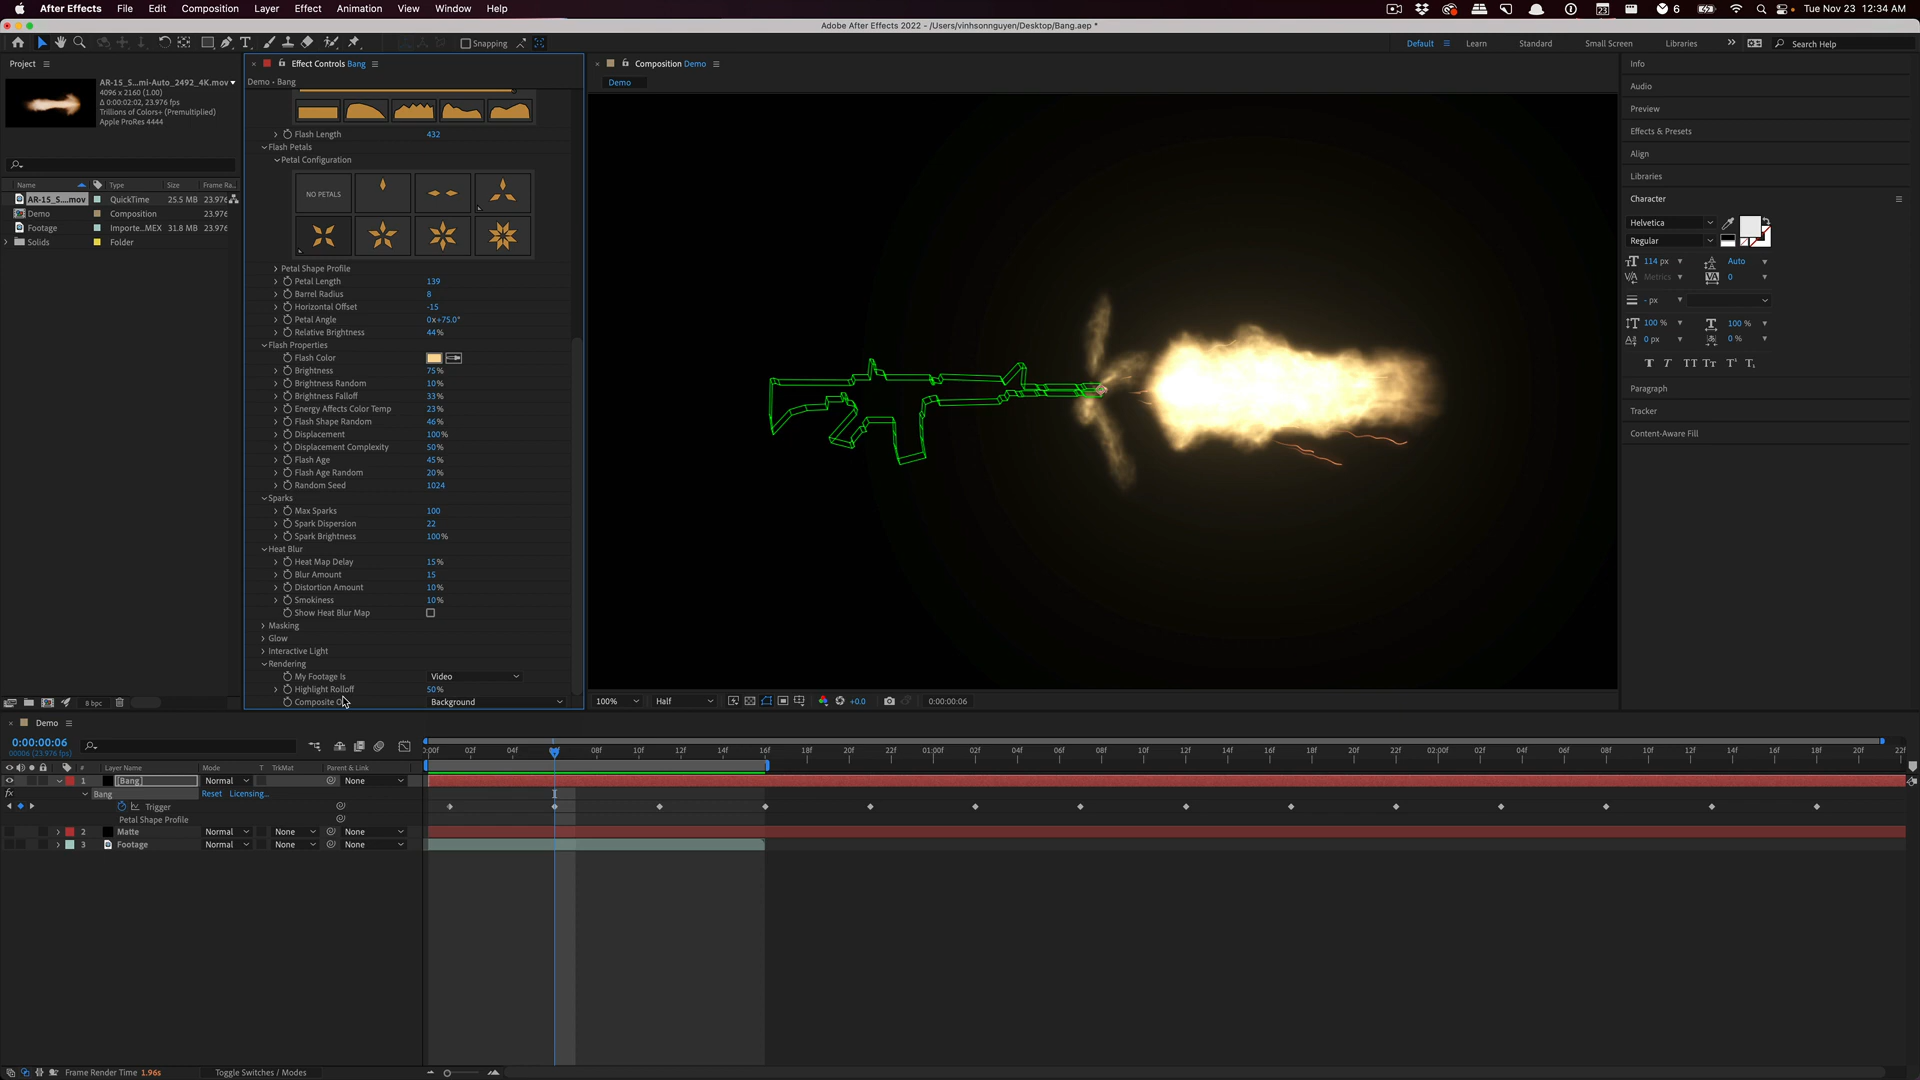 After Effects File Edit Composition Layer Effect Animation View Window Help
6 Tue Nov 23 12:34 AM
Adobe After Effects 2022 - /Users/vinhsonnguyen/Desktop/Bang.aep *
Snapping
Default Learn Standard Small Screen Libraries Search Help
Project
AR-15_S...mi-Auto_2492_4K.mov
4096 x 2160 (1.00)
Δ 0:00:02:02, 23.976 fps
Trillions of Colors+ (Premultiplied)
Apple ProRes 4444
Name Type Size Frame Ra...
AR-15_S....mov QuickTime 25.5 MB 23.976
Demo Composition 23.976
Footage Importe...MEX 31.8 MB 23.976
Solids Folder
8 bpc
Effect Controls Bang
Demo • Bang
Flash Length 432
Flash Petals
Petal Configuration
NO PETALS
Petal Shape Profile
Petal Length 139
Barrel Radius 8
Horizontal Offset -15
Petal Angle 0x+75.0°
Relative Brightness 44%
Flash Properties
Flash Color
Brightness 75%
Brightness Random 10%
Brightness Falloff 33%
Energy Affects Color Temp 23%
Flash Shape Random 46%
Displacement 100%
Displacement Complexity 50%
Flash Age 45%
Flash Age Random 20%
Random Seed 1024
Sparks
Max Sparks 100
Spark Dispersion 22
Spark Brightness 100%
Heat Blur
Heat Map Delay 15%
Blur Amount 15
Distortion Amount 10%
Smokiness 10%
Show Heat Blur Map
Masking
Glow
Interactive Light
Rendering
My Footage Is Video
Highlight Rolloff 50%
Composite Background
Composition Demo
Demo
100% Half +0.0 0:00:00:06
Info
Audio
Preview
Effects & Presets
Align
Libraries
Character
Helvetica
Regular
114 px Auto
Metrics 0
- px
100 % 100 %
0 px 0 %
T T TT Tt T' T,
Paragraph
Tracker
Content-Aware Fill
Demo
0:00:00:06
00006 (23.976 fps)
0:00f 02f 04f 08f 10f 12f 14f 16f 18f 20f 22f 01:00f 02f 04f 06f 08f 10f 12f 14f 16f 18f 20f 22f 02:00f 02f 04f 06f 08f 10f 12f 14f 16f 18f 20f 22f
# Layer Name Mode T TrkMat Parent & Link
1 [Bang] Normal None
fx Bang Reset Licensing...
Trigger
Petal Shape Profile
2 Matte Normal None None
3 Footage Normal None None
Frame Render Time 1.96s Toggle Switches / Modes